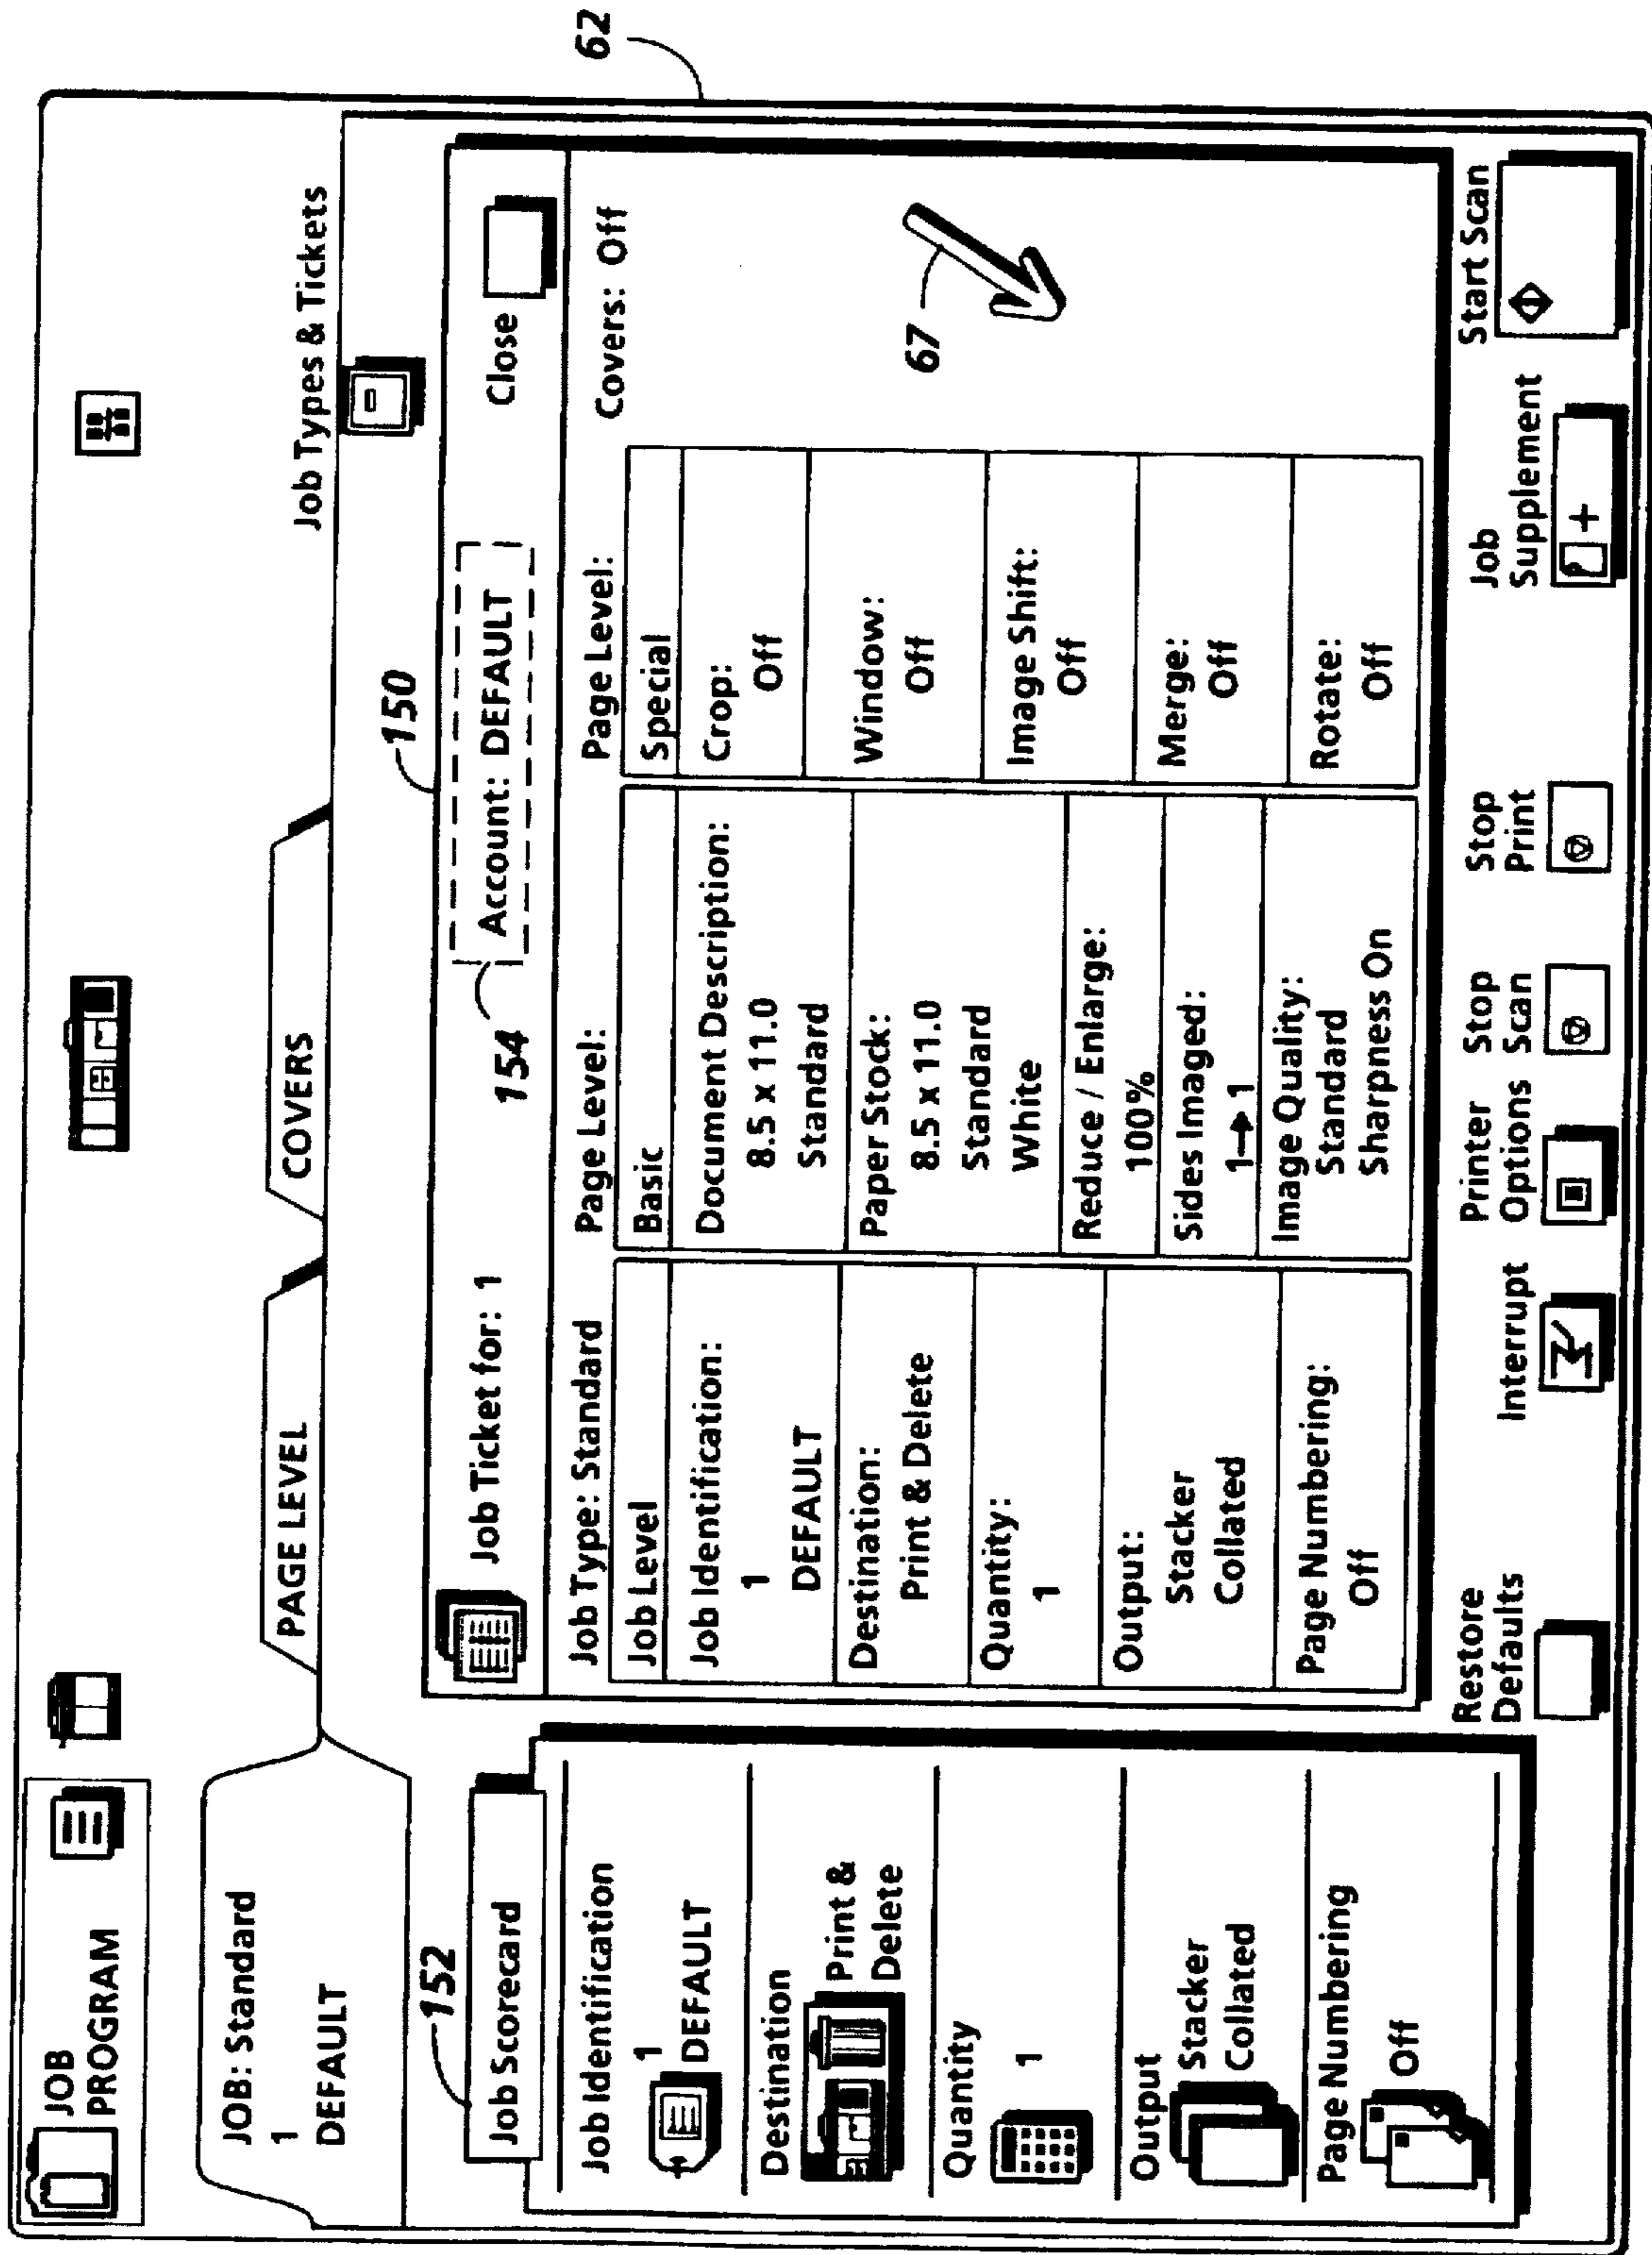 62
JOB
PROGRAM
JOB: Standard
1
DEFAULT
PAGE LEVEL
COVERS
Job Types & Tickets
152
Job Scorecard
Job Identification
1
DEFAULT
Destination
Print &
Delete
Quantity
1
Output
Stacker
Collated
Page Numbering
Off
150
154
Job Ticket for: 1
Account: DEFAULT
Close
Job Type: Standard
Job Level
Job Identification:
1
DEFAULT
Destination:
Print & Delete
Quantity:
1
Output:
Stacker
Collated
Page Numbering:
Off
Page Level:
Basic
Document Description:
8.5 x 11.0
Standard
Paper Stock:
8.5 x 11.0
Standard
White
Reduce / Enlarge:
100%
Sides Imaged:
1→1
Image Quality:
Standard
Sharpness On
Page Level:
Special
Crop:
Off
Window:
Off
Image Shift:
Off
Merge:
Off
Rotate:
Off
Covers: Off
67
Restore
Defaults
Interrupt
Printer
Options
Stop
Scan
Stop
Print
Job
Supplement
+
Start Scan